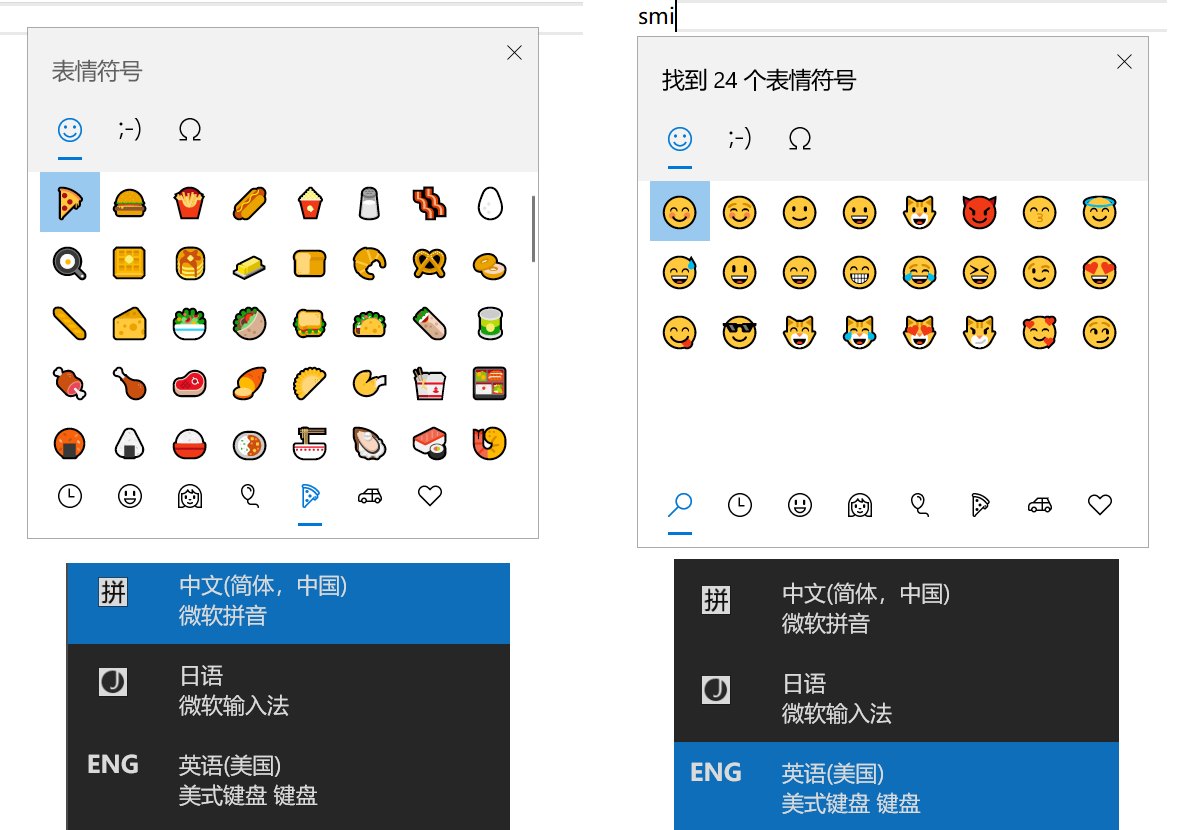 表情符号
;-) Ω
拼 中文(简体，中国)
微软拼音
日语
微软输入法
ENG 英语(美国)
美式键盘 键盘
smi
找到 24 个表情符号
;-) Ω
拼 中文(简体，中国)
微软拼音
日语
微软输入法
ENG 英语(美国)
美式键盘 键盘